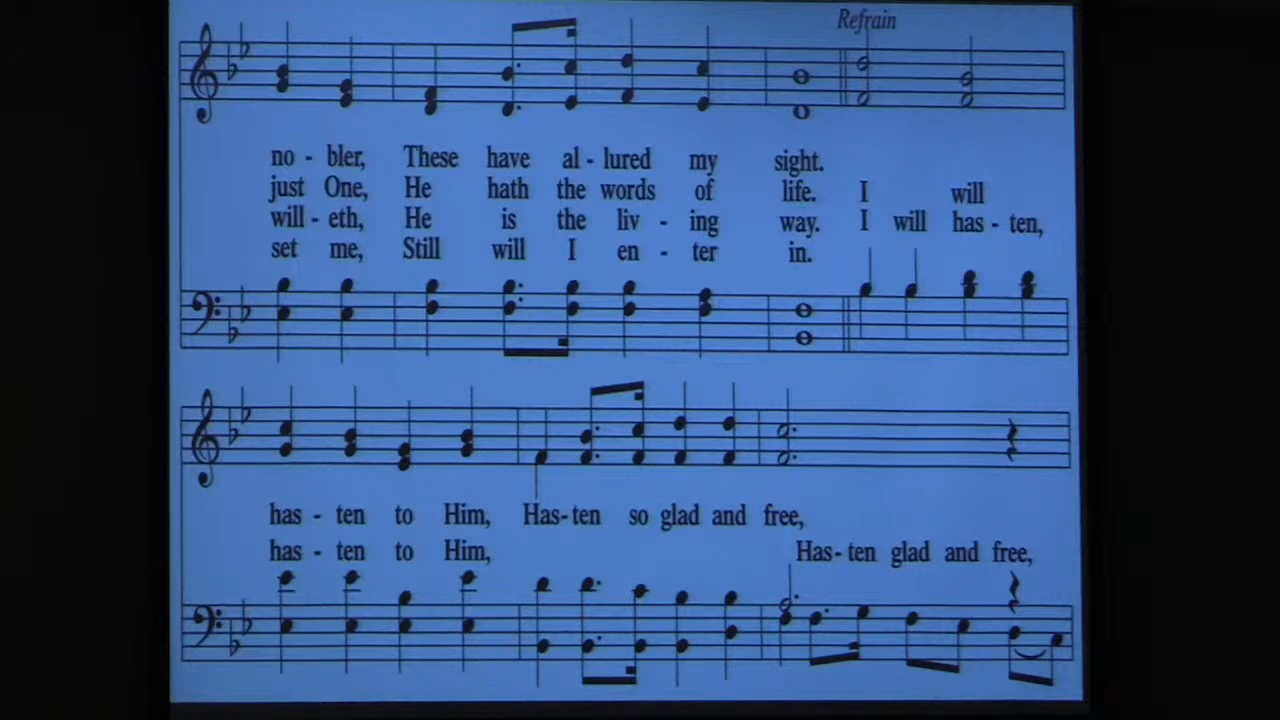 Refrain
no - bler, These have al - lured my sight.
just One, He hath the words of life. I will
will - eth, He is the liv - ing way. I will has - ten,
set me, Still will I en - ter in.
has - ten to Him, Has - ten so glad and free,
has - ten to Him, Has - ten glad and free,